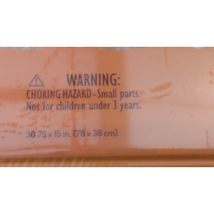 WARNING:
CHOKING HAZARD-Small parts.
Not for children under 3 years.
30.75 x 15 in. (78 x 38 cm)